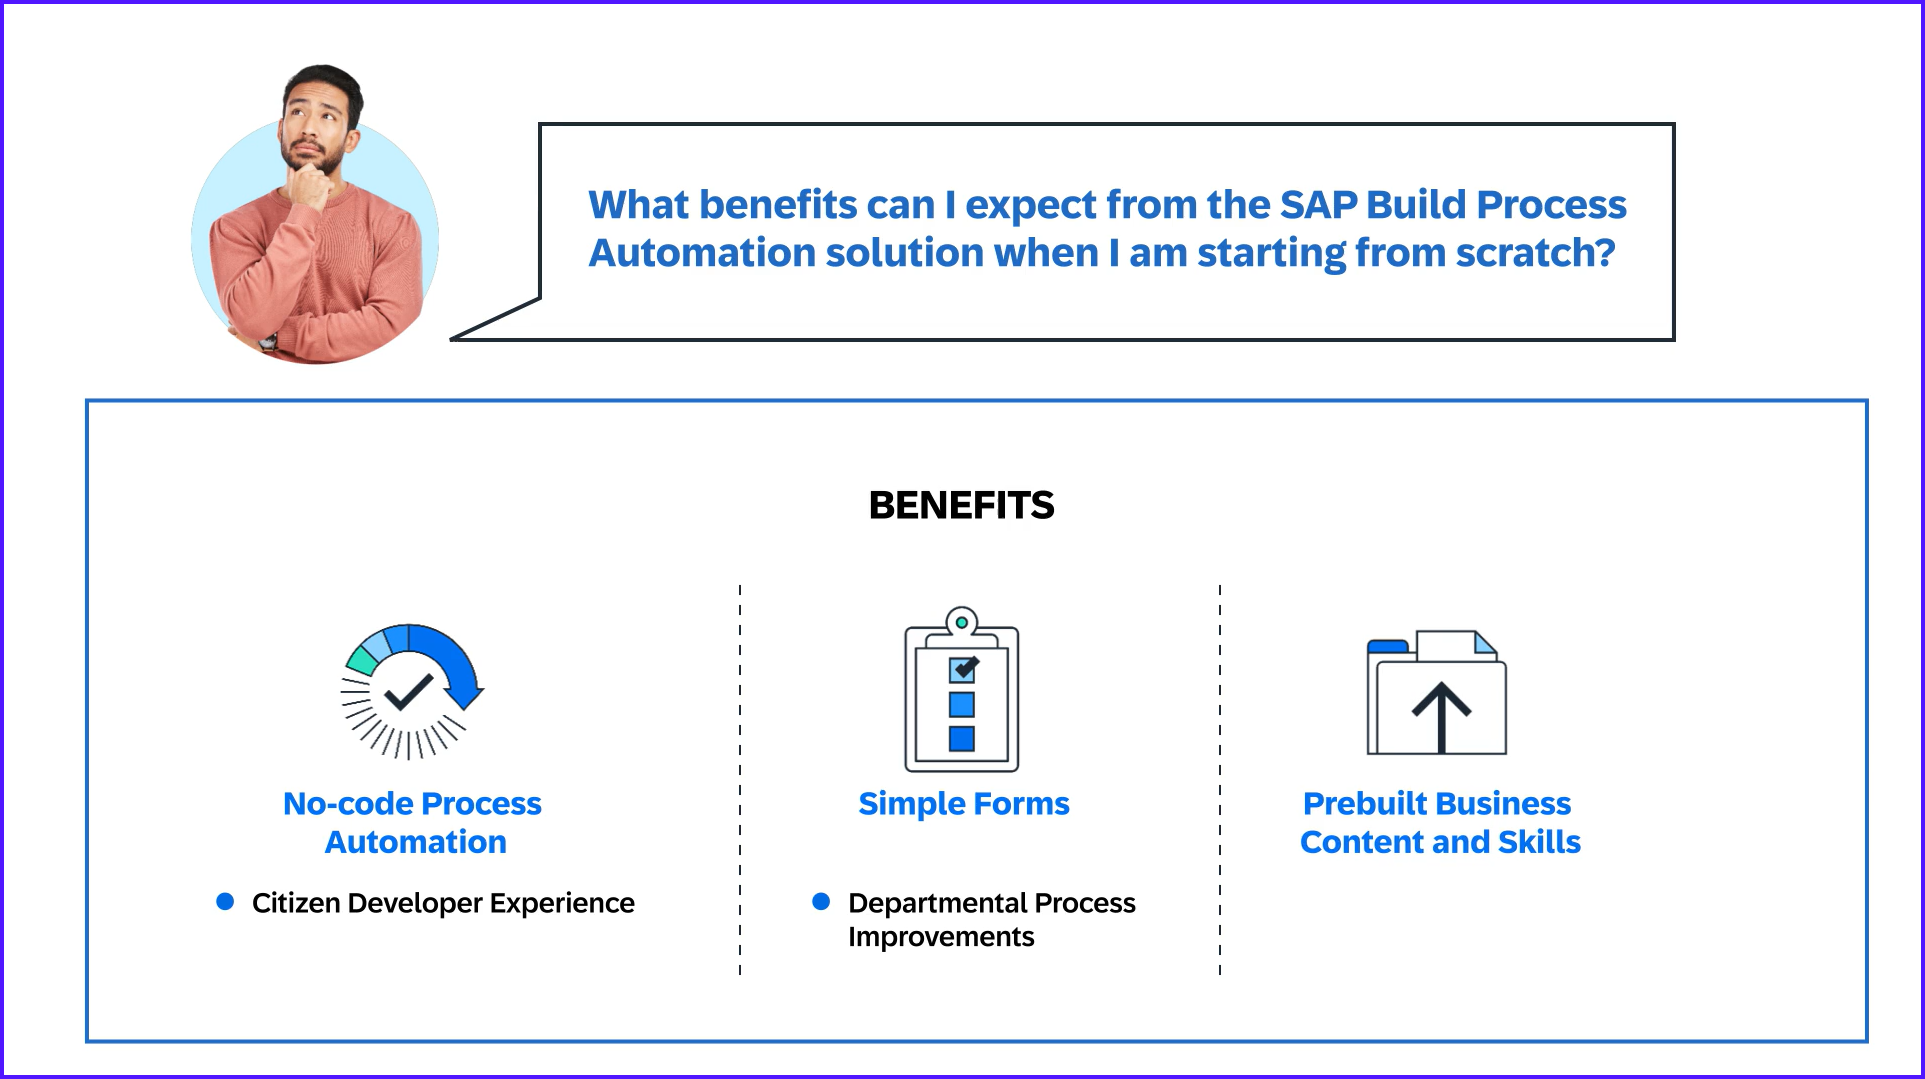 What benefits can I expect from the SAP Build Process
Automation solution when I am starting from scratch?
BENEFITS
No-code Process
Automation
Citizen Developer Experience
Simple Forms
Departmental Process
Improvements
Prebuilt Business
Content and Skills